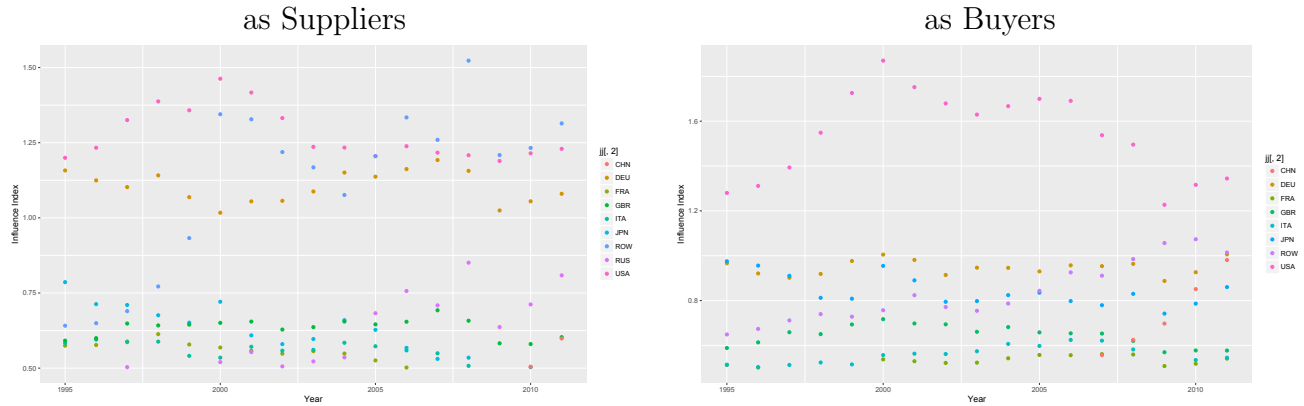 as Suppliers
1.50
1.25
1.00
0.75
0.50
Influence Index
1995
2000
2005
2010
Year
jj[, 2]
CHN
DEU
FRA
GBR
ITA
JPN
ROW
RUS
USA
as Buyers
1.6
1.2
0.8
Influence Index
1995
2000
2005
2010
Year
jj[, 2]
CHN
DEU
FRA
GBR
ITA
JPN
ROW
USA